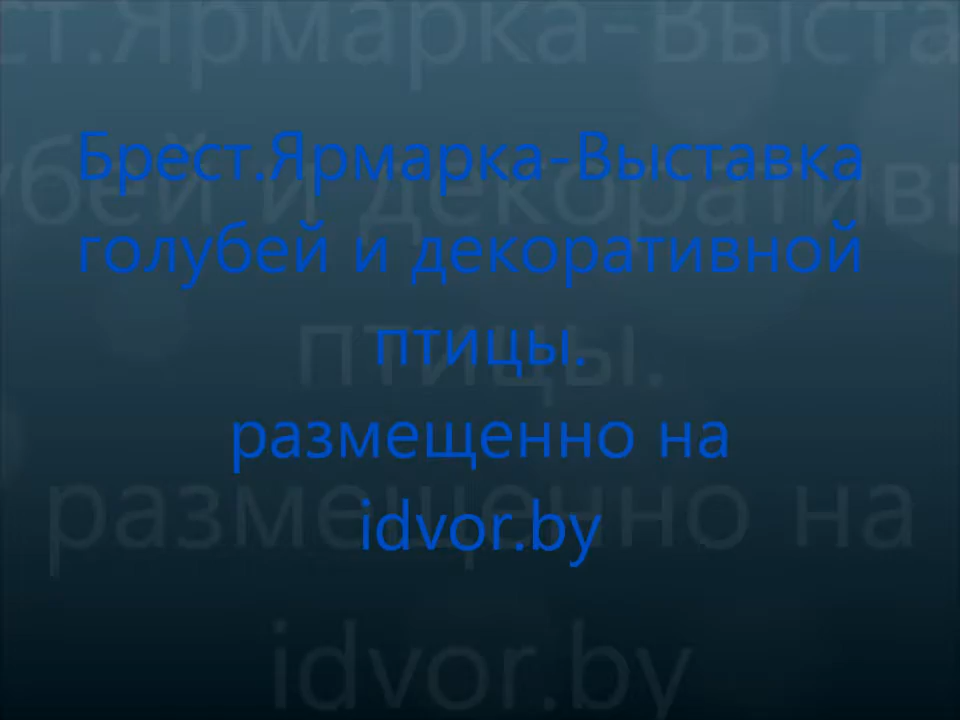 Брест.Ярмарка-Выставка
голубей и декоративной
птицы.
размещенно на
idvor.by